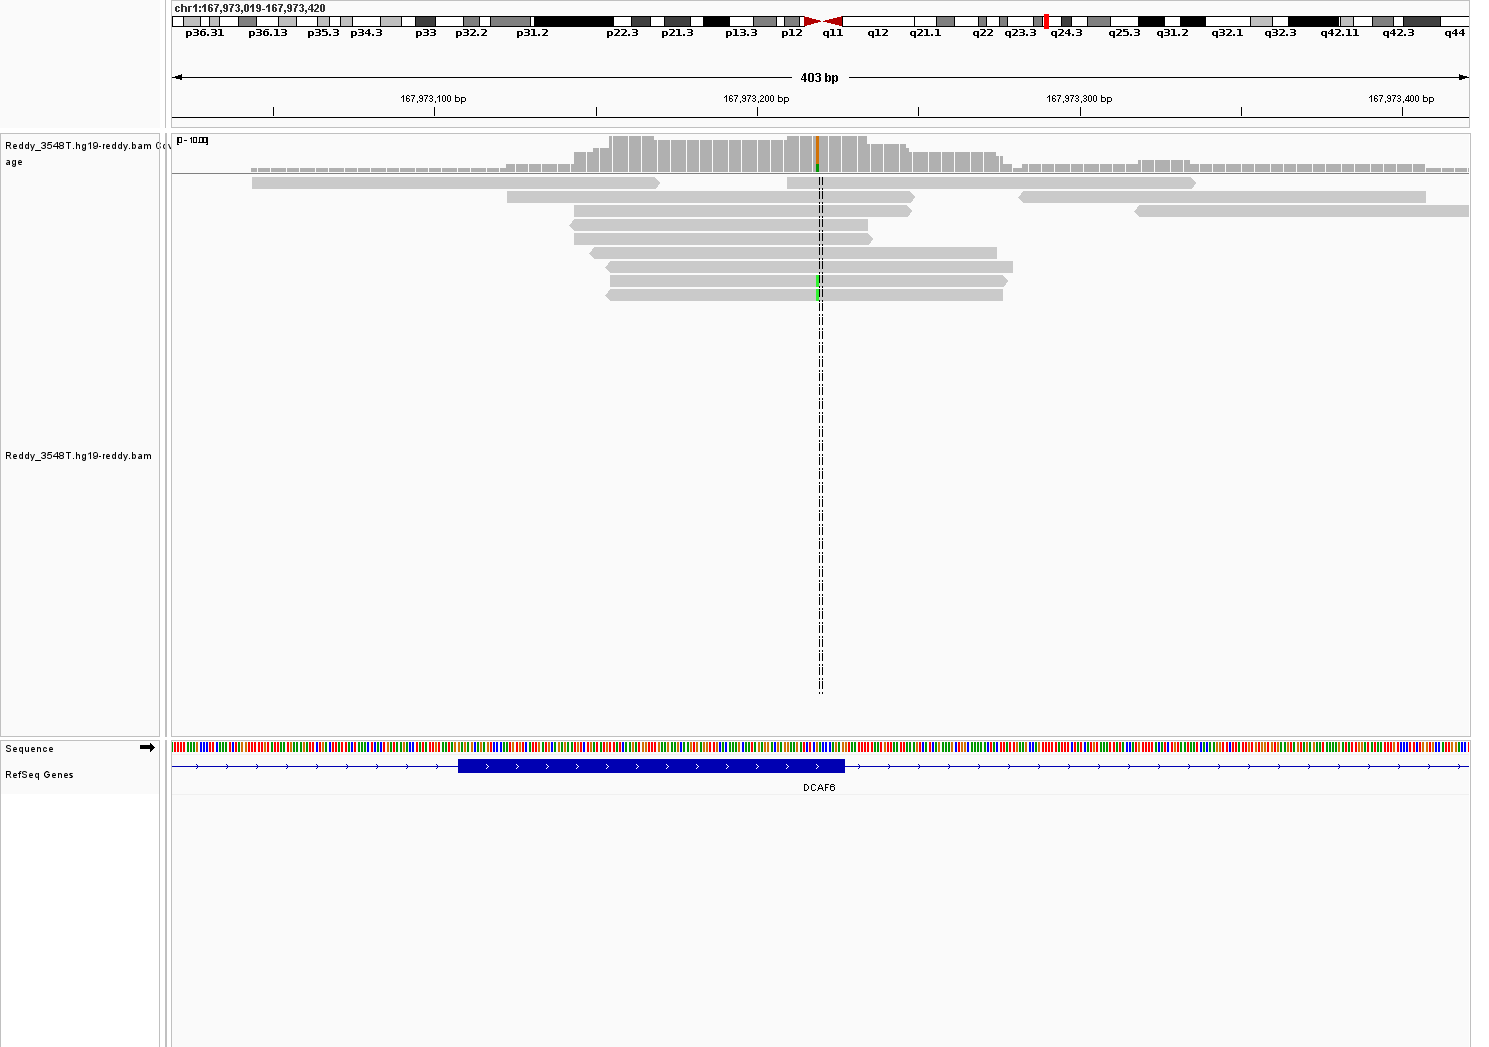 chr1:167,973,019-167,973,420
p36.31 p36.13 p35.3 p34.3 p33 p32.2 p31.2 p22.3 p21.3 p13.3 p12 q11 q12 q21.1 q22 q23.3 q24.3 q25.3 q31.2 q32.1 q32.3 q42.11 q42.3 q44
403 bp
167,973,100 bp 167,973,200 bp 167,973,300 bp 167,973,400 bp
Reddy_3548T.hg19-reddy.bam Cov
age
[0 - 10.00]
Reddy_3548T.hg19-reddy.bam
Sequence
RefSeq Genes
DCAF6